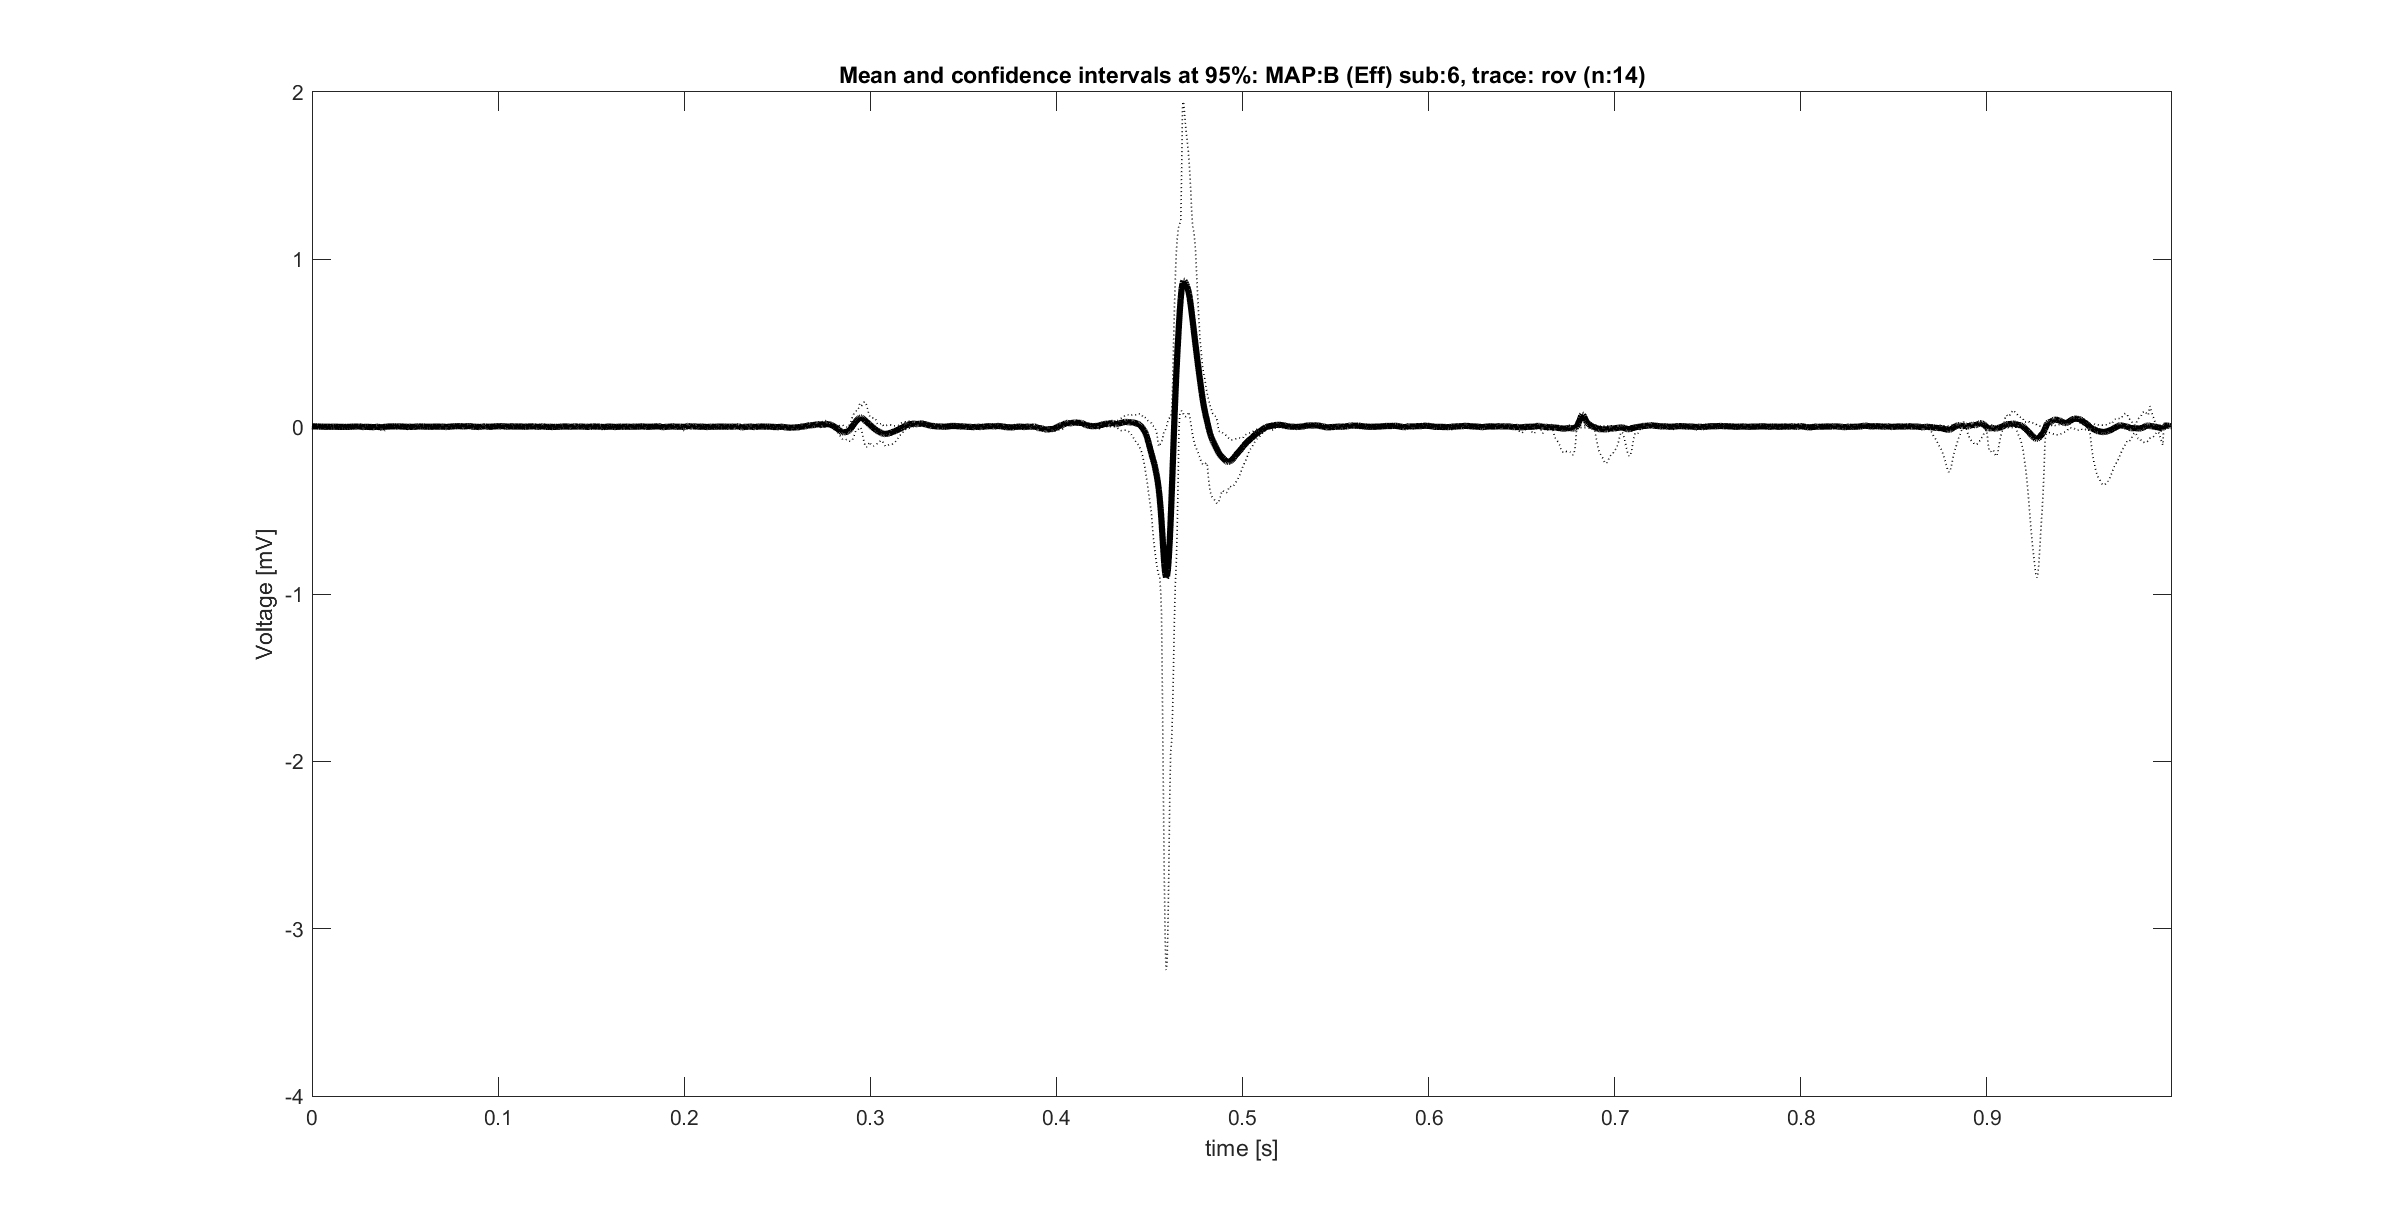 Mean and confidence intervals at 95%: MAP:B (Eff) sub:6, trace: rov (n:14)
2
1
0
-1
-2
-3
-4
Voltage [mV]
0 0.1 0.2 0.3 0.4 0.5 0.6 0.7 0.8 0.9
time [s]